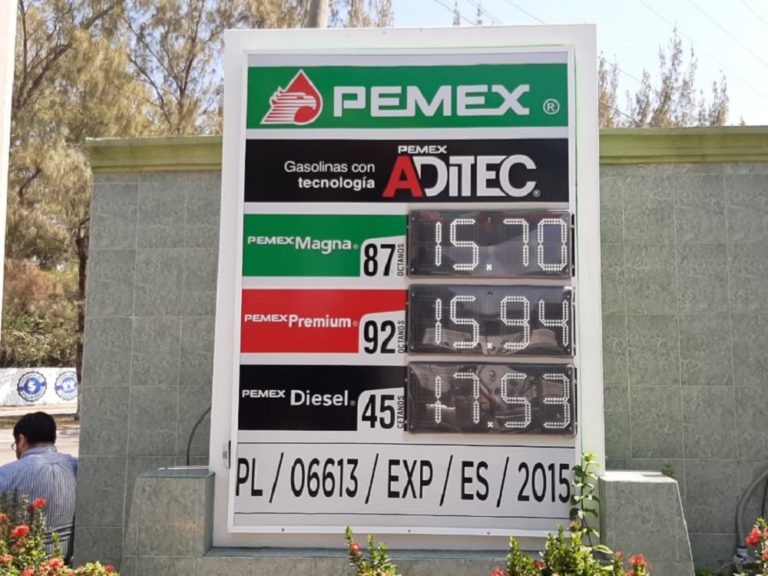 PEMEX®
Gasolinas con
tecnología
PEMEX
ADITEC®
PEMEX Magna® 87 OCTANOS 15.70
PEMEX Premium® 92 OCTANOS 15.94
PEMEX Diesel® 45 CETANOS 17.53
PL / 06613 / EXP / ES / 2015